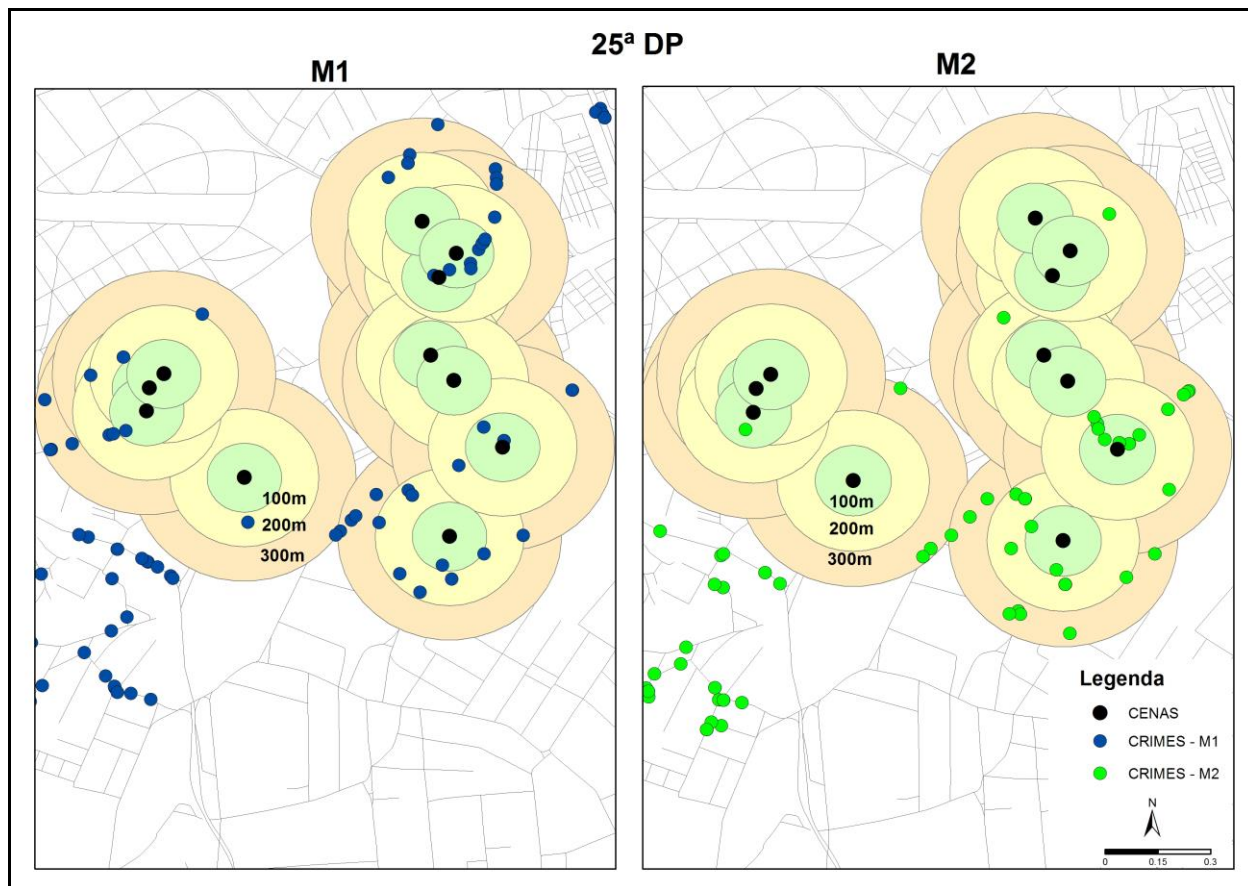 25ª DP
M1
M2
100m
200m
300m
100m
200m
300m
Legenda
CENAS
CRIMES - M1
CRIMES - M2
N
0 0.15 0.3